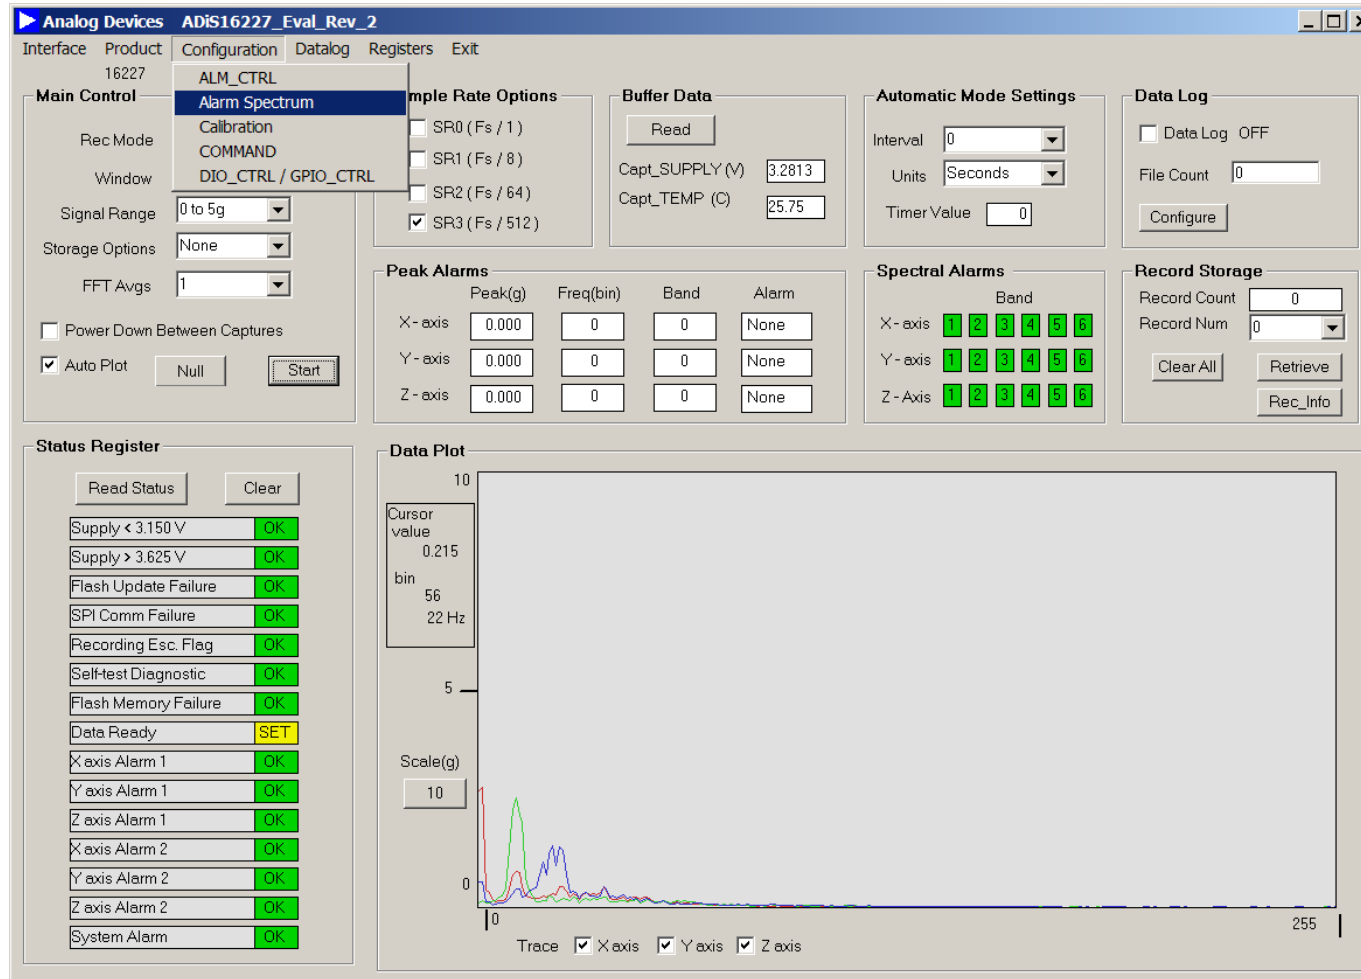 Analog Devices ADiS16227_Eval_Rev_2
Interface Product Configuration Datalog Registers Exit
16227
ALM_CTRL
Alarm Spectrum
Calibration
COMMAND
DIO_CTRL / GPIO_CTRL
Main Control
Rec Mode
Window
Signal Range 0 to 5g
Storage Options None
FFT Avgs 1
Power Down Between Captures
Auto Plot Null Start
mple Rate Options
SR0 ( Fs / 1 )
SR1 ( Fs / 8 )
SR2 ( Fs / 64 )
SR3 ( Fs / 512 )
Buffer Data
Read
Capt_SUPPLY (V) 3.2813
Capt_TEMP (C) 25.75
Automatic Mode Settings
Interval 0
Units Seconds
Timer Value 0
Data Log
Data Log OFF
File Count 0
Configure
Peak Alarms
Peak(g) Freq(bin) Band Alarm
X - axis 0.000 0 0 None
Y - axis 0.000 0 0 None
Z - axis 0.000 0 0 None
Spectral Alarms
Band
X - axis 1 2 3 4 5 6
Y - axis 1 2 3 4 5 6
Z - Axis 1 2 3 4 5 6
Record Storage
Record Count 0
Record Num 0
Clear All Retrieve
Rec_Info
Status Register
Read Status Clear
Supply < 3.150 V OK
Supply > 3.625 V OK
Flash Update Failure OK
SPI Comm Failure OK
Recording Esc. Flag OK
Self-test Diagnostic OK
Flash Memory Failure OK
Data Ready SET
X axis Alarm 1 OK
Y axis Alarm 1 OK
Z axis Alarm 1 OK
X axis Alarm 2 OK
Y axis Alarm 2 OK
Z axis Alarm 2 OK
System Alarm OK
Data Plot
10
Cursor
value
0.215
bin
56
22 Hz
5
Scale(g)
10
0
0 255
Trace X axis Y axis Z axis